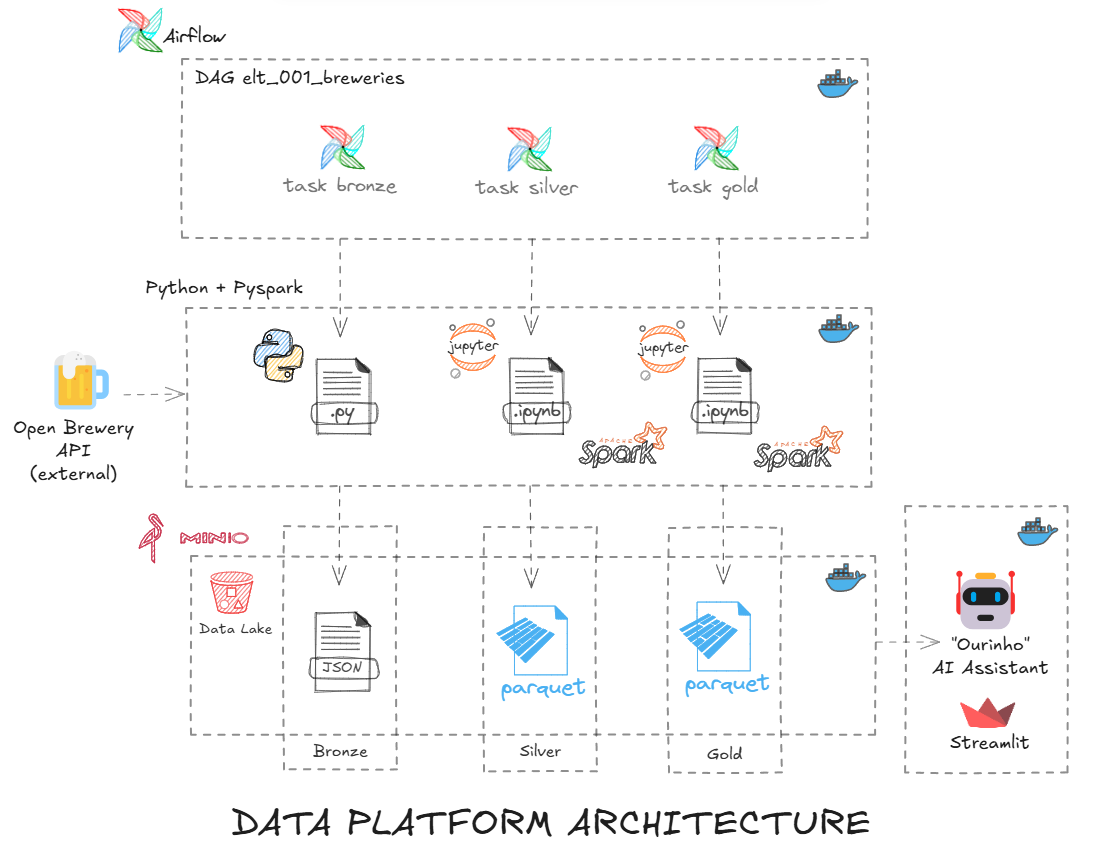 Airflow
DAG elt_001_breweries
task bronze
task silver
task gold
Python + Pyspark
jupyter
jupyter
.py
.ipynb
.ipynb
Open Brewery
API
(external)
APACHE
Spark
APACHE
Spark
MINIO
Data Lake
JSON
parquet
parquet
"Ourinho"
AI Assistant
Streamlit
Bronze
Silver
Gold
DATA PLATFORM ARCHITECTURE